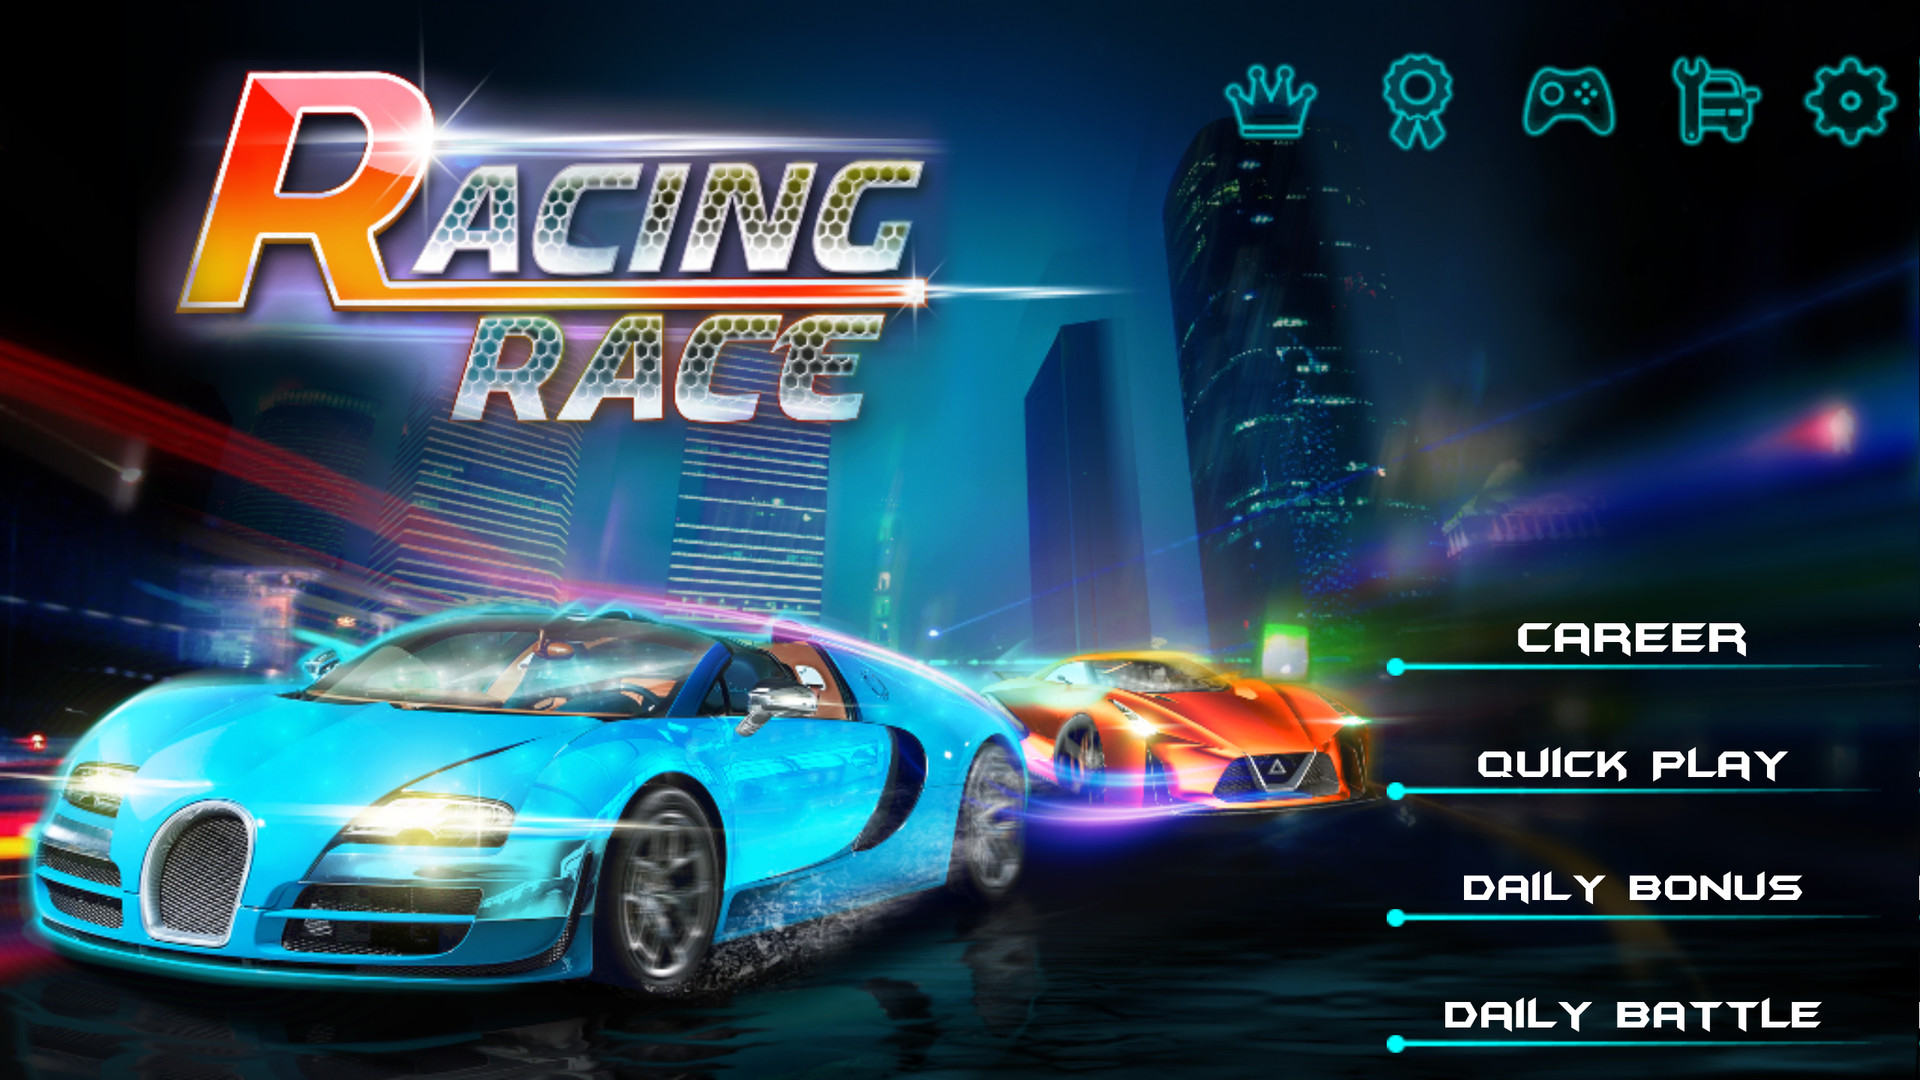 RACING
RACE
CAREER
QUICK PLAY
DAILY BONUS
DAILY BATTLE